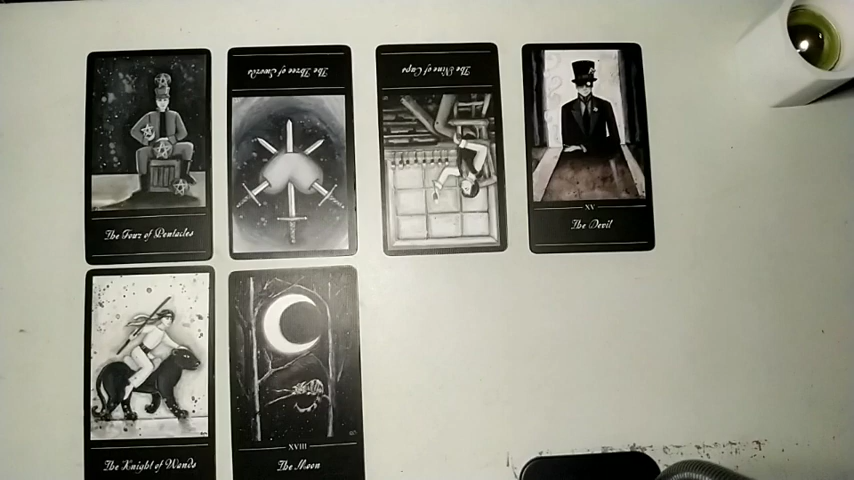 The Four of Pentacles
The Three of Swords
The Nine of Cups
XV
The Devil
The Knight of Wands
XVIII
The Moon